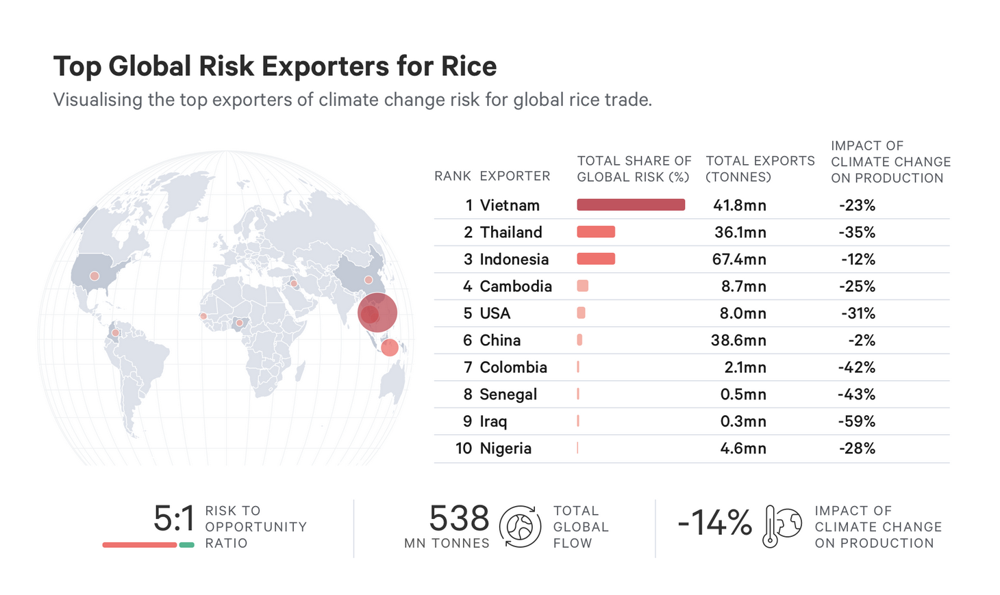 Top Global Risk Exporters for Rice
Visualising the top exporters of climate change risk for global rice trade.
RANK EXPORTER
TOTAL SHARE OF
GLOBAL RISK (%)
TOTAL EXPORTS
(TONNES)
IMPACT OF
CLIMATE CHANGE
ON PRODUCTION
1 Vietnam 41.8mn -23%
2 Thailand 36.1mn -35%
3 Indonesia 67.4mn -12%
4 Cambodia 8.7mn -25%
5 USA 8.0mn -31%
6 China 38.6mn -2%
7 Colombia 2.1mn -42%
8 Senegal 0.5mn -43%
9 Iraq 0.3mn -59%
10 Nigeria 4.6mn -28%
5:1
RISK TO
OPPORTUNITY
RATIO
538
MN TONNES
TOTAL
GLOBAL
FLOW
-14%
IMPACT OF
CLIMATE CHANGE
ON PRODUCTION